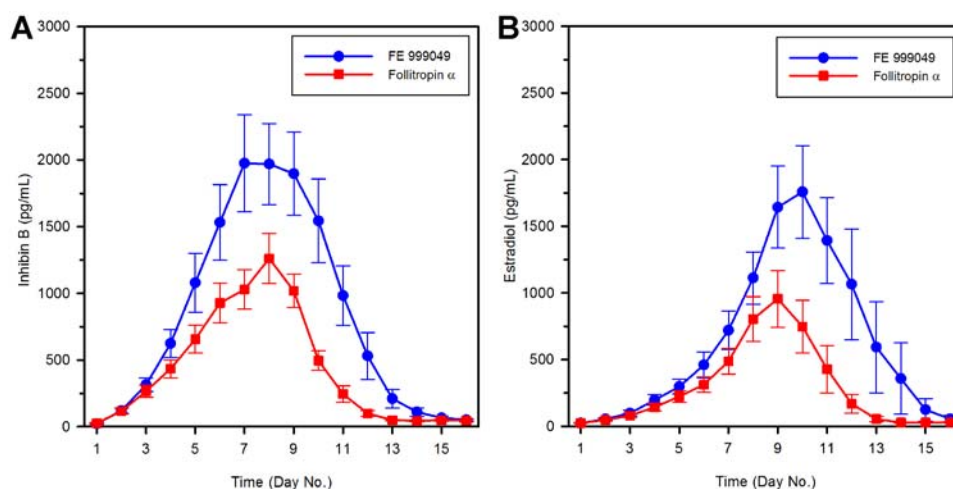 A
3000
2500
2000
1500
1000
500
0
Inhibin B (pg/mL)
FE 999049
Follitropin α
1 3 5 7 9 11 13 15
Time (Day No.)
B
3000
2500
2000
1500
1000
500
0
Estradiol (pg/mL)
FE 999049
Follitropin α
1 3 5 7 9 11 13 15
Time (Day No.)